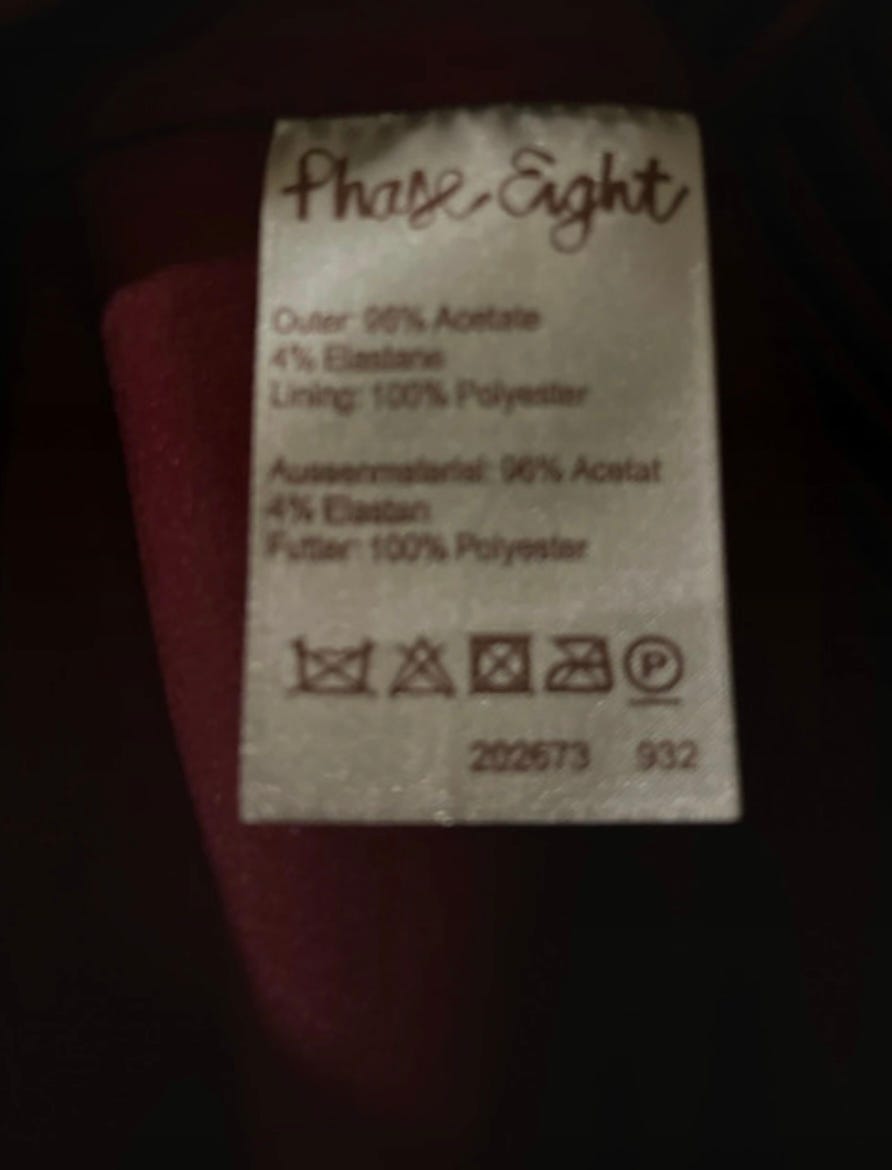 Phase Eight
Outer: 96% Acetate
4% Elastane
Lining: 100% Polyester
Aussenmaterial: 96% Acetat
4% Elastan
Futter: 100% Polyester
P
202673 932